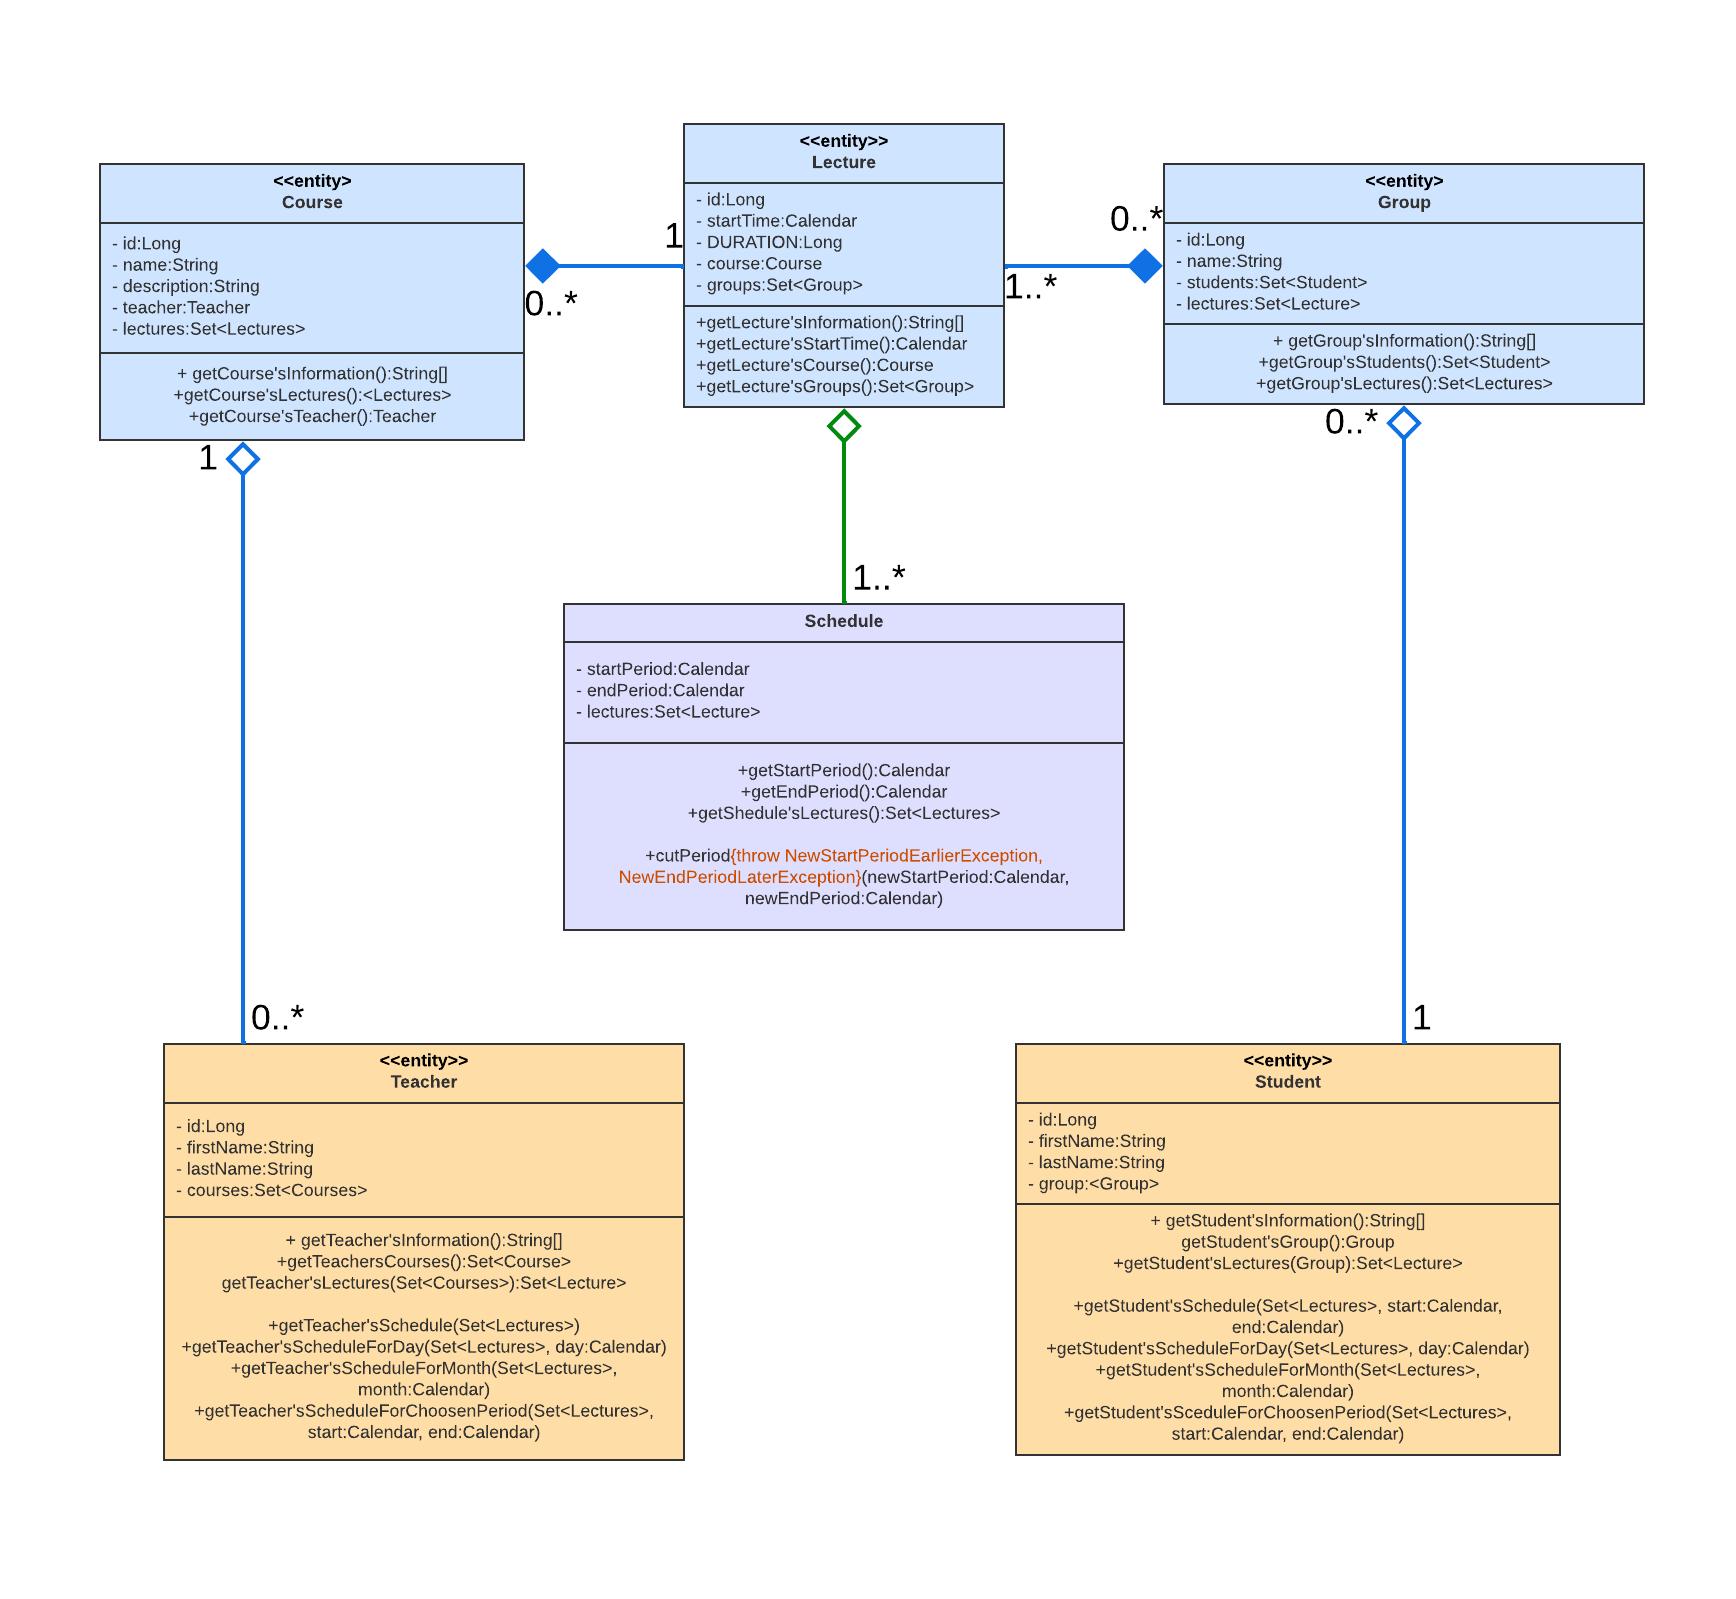 <<entity>
Course
- id:Long
- name:String
- description:String
- teacher:Teacher
- lectures:Set<Lectures>
+ getCourse'sInformation():String[]
+getCourse'sLectures():<Lectures>
+getCourse'sTeacher():Teacher
1
0..*
<<entity>>
Lecture
- id:Long
- startTime:Calendar
- DURATION:Long
- course:Course
- groups:Set<Group>
+getLecture'sInformation():String[]
+getLecture'sStartTime():Calendar
+getLecture'sCourse():Course
+getLecture'sGroups():Set<Group>
0..*
1..*
<<entity>
Group
- id:Long
- name:String
- students:Set<Student>
- lectures:Set<Lecture>
+ getGroup'sInformation():String[]
+getGroup'sStudents():Set<Student>
+getGroup'sLectures():Set<Lectures>
1
0..*
1..*
Schedule
- startPeriod:Calendar
- endPeriod:Calendar
- lectures:Set<Lecture>
+getStartPeriod():Calendar
+getEndPeriod():Calendar
+getShedule'sLectures():Set<Lectures>
+cutPeriod{throw NewStartPeriodEarlierException,
NewEndPeriodLaterException}(newStartPeriod:Calendar,
newEndPeriod:Calendar)
0..*
1
<<entity>>
Teacher
- id:Long
- firstName:String
- lastName:String
- courses:Set<Courses>
+ getTeacher'sInformation():String[]
+getTeachersCourses():Set<Course>
getTeacher'sLectures(Set<Courses>):Set<Lecture>
+getTeacher'sSchedule(Set<Lectures>)
+getTeacher'sScheduleForDay(Set<Lectures>, day:Calendar)
+getTeacher'sScheduleForMonth(Set<Lectures>,
month:Calendar)
+getTeacher'sScheduleForChoosenPeriod(Set<Lectures>,
start:Calendar, end:Calendar)
<<entity>>
Student
- id:Long
- firstName:String
- lastName:String
- group:<Group>
+ getStudent'sInformation():String[]
getStudent'sGroup():Group
+getStudent'sLectures(Group):Set<Lecture>
+getStudent'sSchedule(Set<Lectures>, start:Calendar,
end:Calendar)
+getStudent'sScheduleForDay(Set<Lectures>, day:Calendar)
+getStudent'sScheduleForMonth(Set<Lectures>,
month:Calendar)
+getStudent'sSceduleForChoosenPeriod(Set<Lectures>,
start:Calendar, end:Calendar)